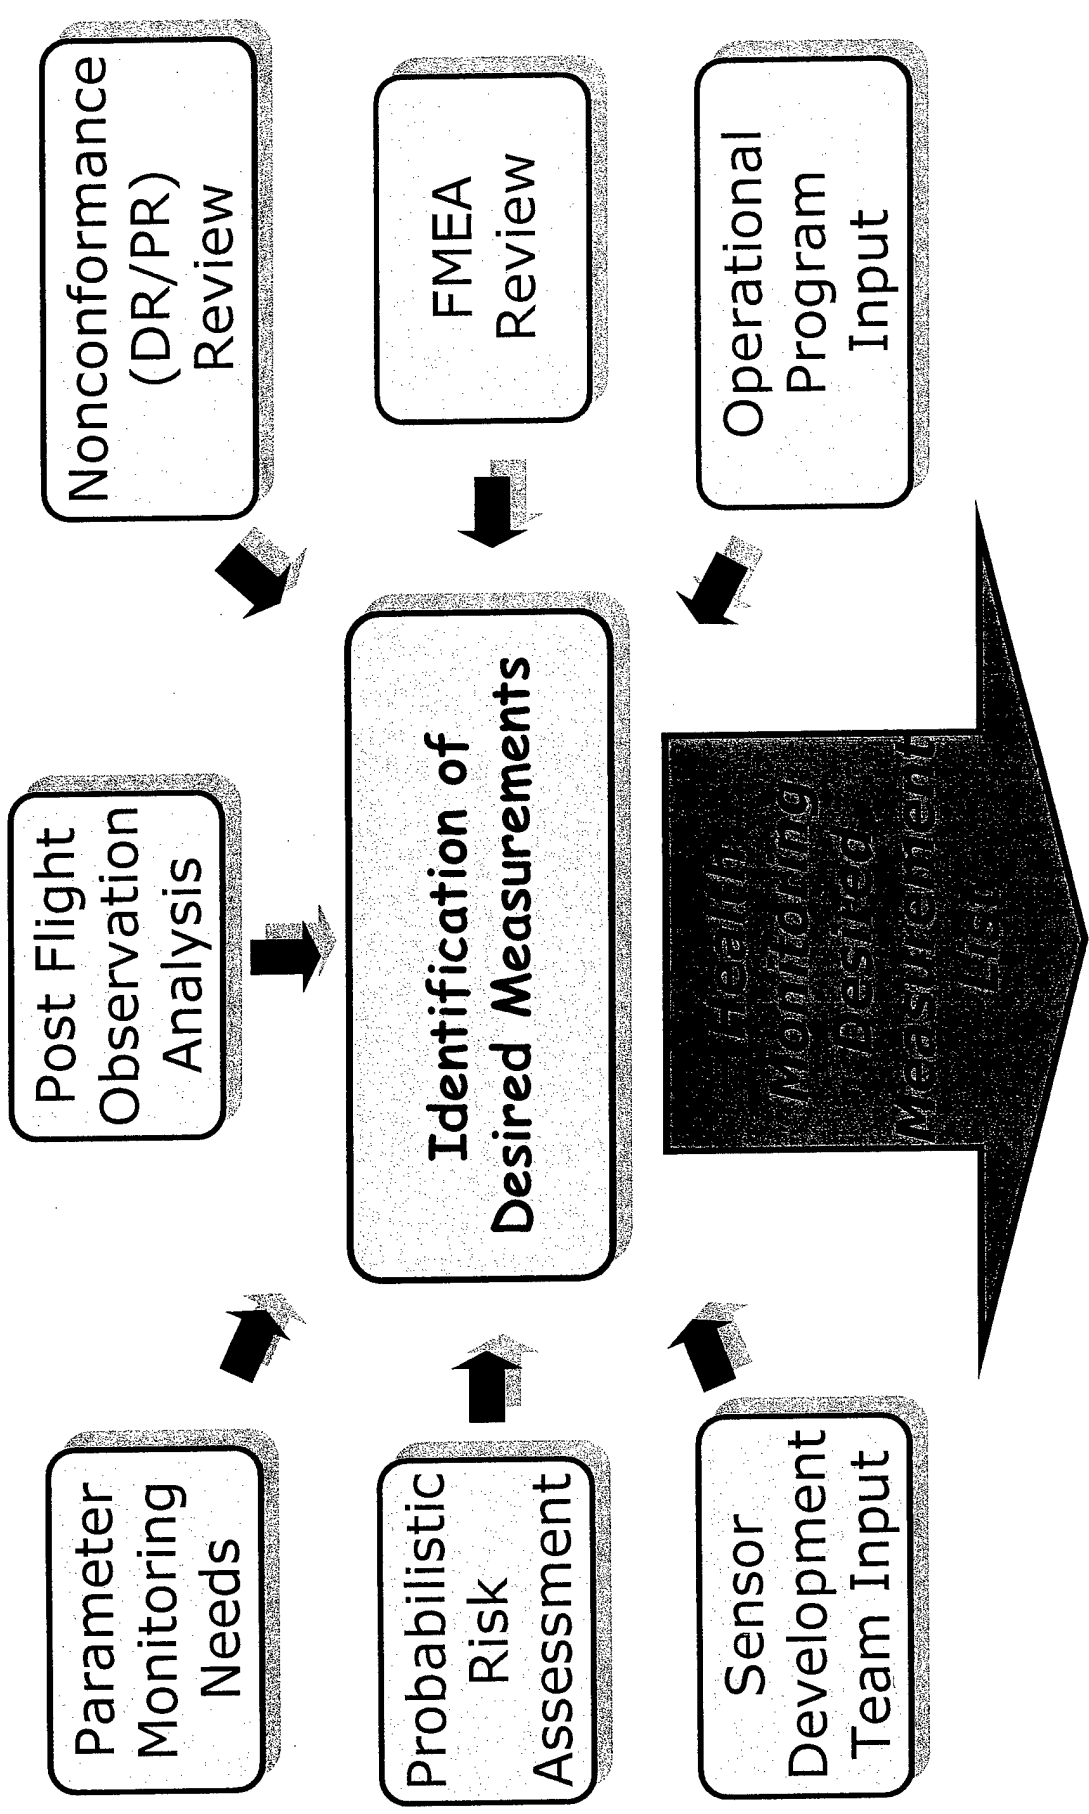 Post Flight
Observation
Analysis
Parameter
Monitoring
Needs
Nonconformance
(DR/PR)
Review
Probabilistic
Risk
Assessment
Identification of
Desired Measurements
FMEA
Review
Sensor
Development
Team Input
Operational
Program
Input
Health
Monitoring
Desired
Measurement
List